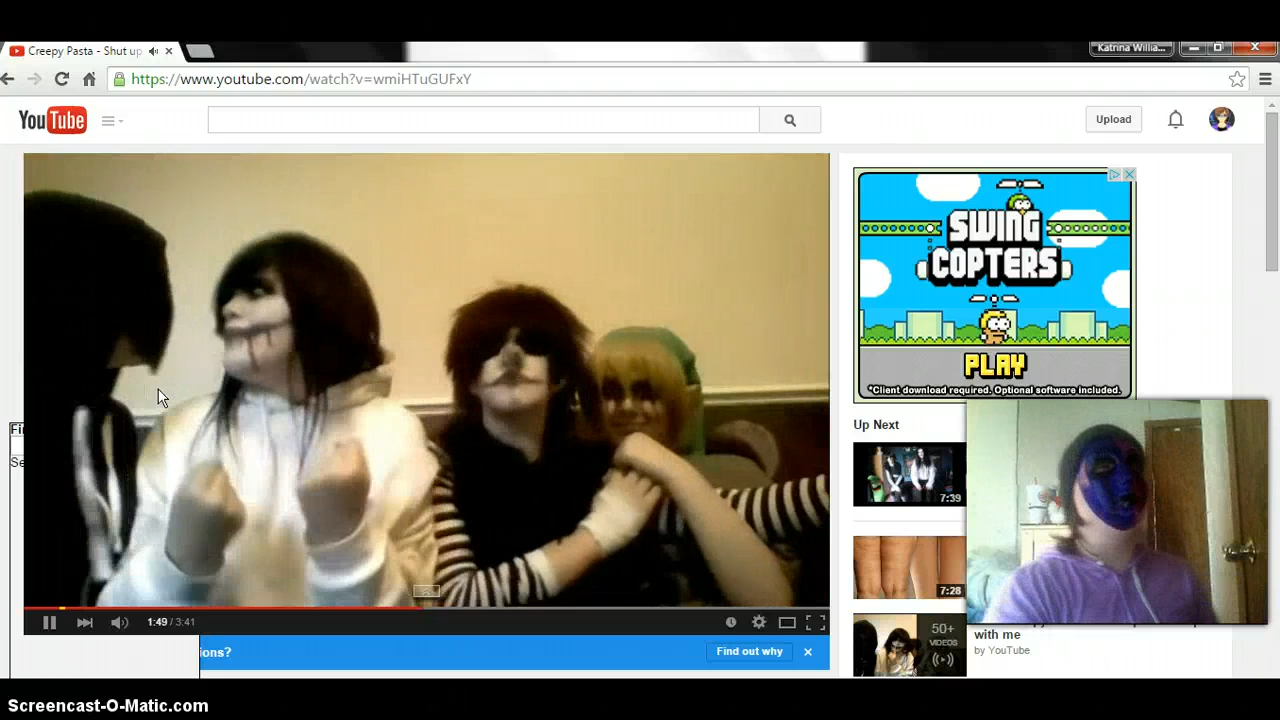 Creepy Pasta - Shut up
Katrina Willia...
https://www.youtube.com/watch?v=wmiHTuGUFxY
YouTube
Upload
SWING
COPTERS
PLAY
*Client download required. Optional software included.
Up Next
7:39
7:28
50+
VIDEOS
with me
by YouTube
Se
1:49 / 3:41
ions?
Find out why
Screencast-O-Matic.com